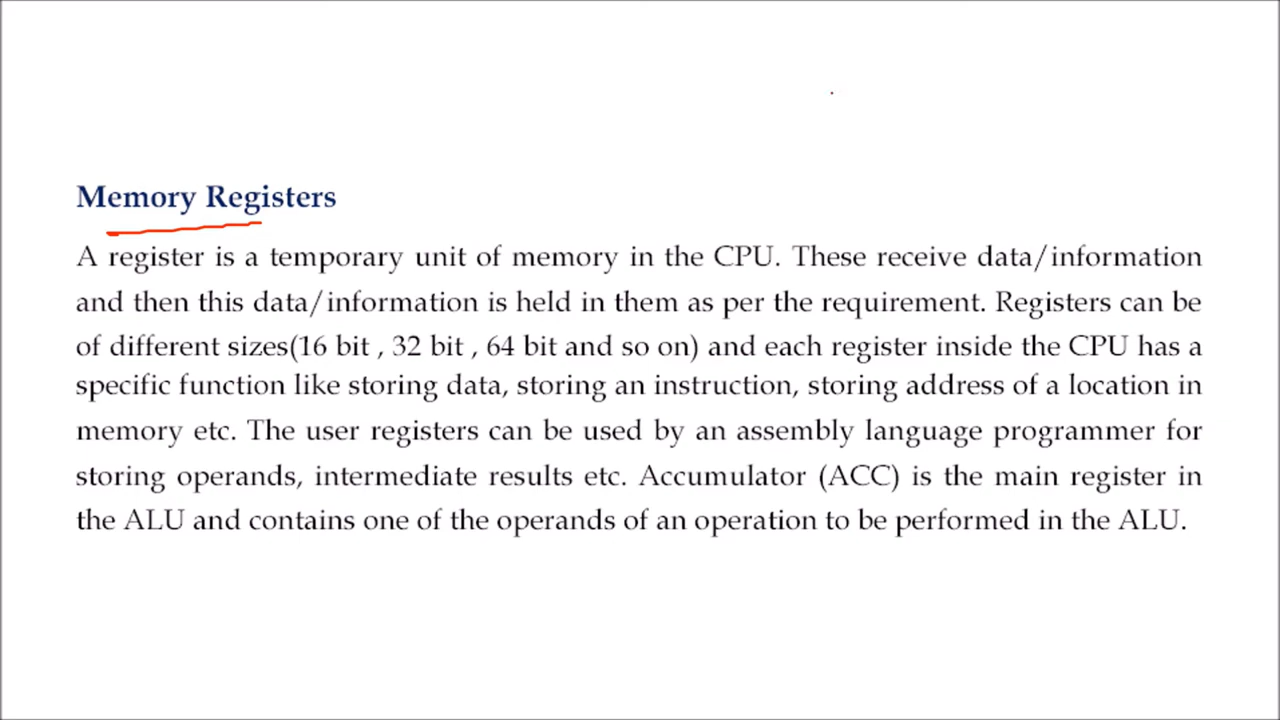 Memory Registers
A register is a temporary unit of memory in the CPU. These receive data/information
and then this data/information is held in them as per the requirement. Registers can be
of different sizes(16 bit , 32 bit , 64 bit and so on) and each register inside the CPU has a
specific function like storing data, storing an instruction, storing address of a location in
memory etc. The user registers can be used by an assembly language programmer for
storing operands, intermediate results etc. Accumulator (ACC) is the main register in
the ALU and contains one of the operands of an operation to be performed in the ALU.